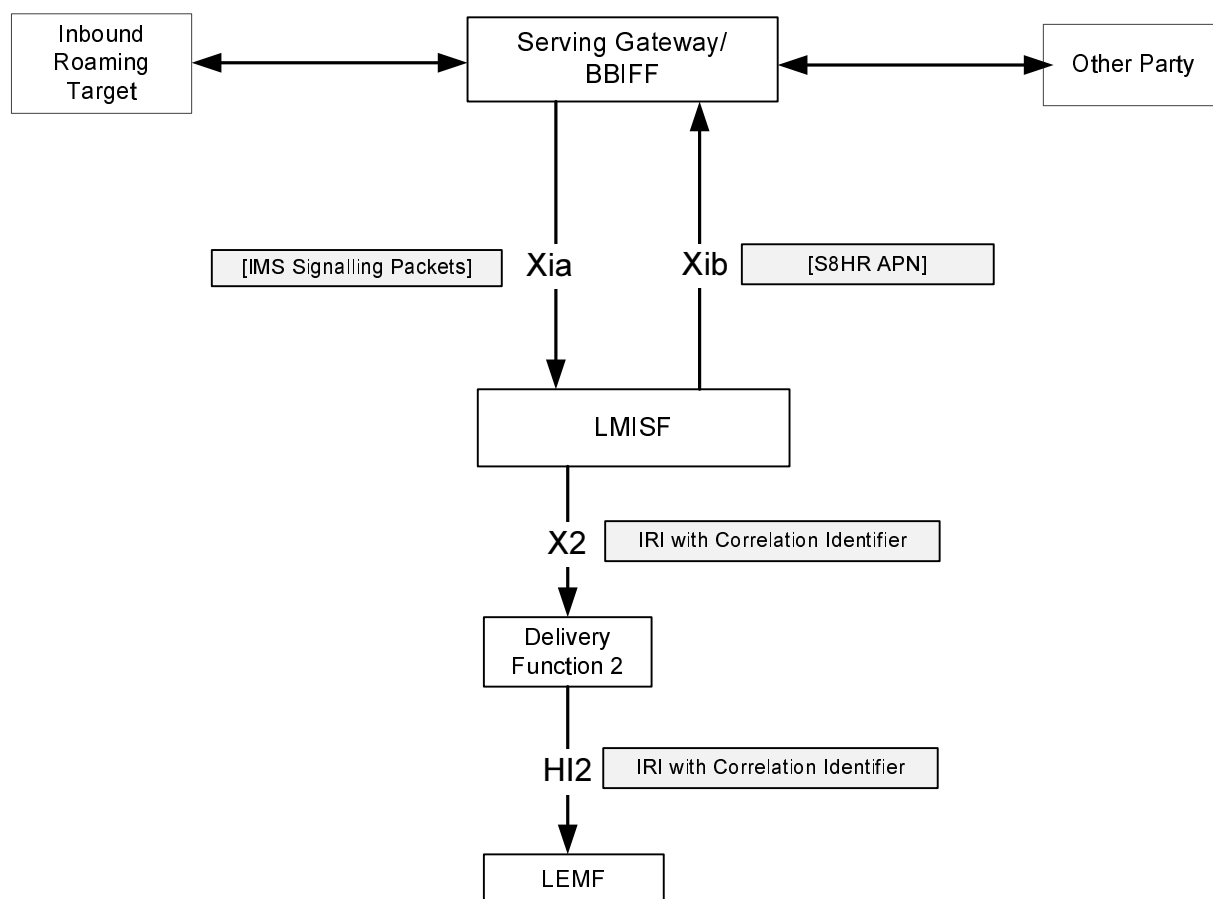 Inbound
Roaming
Target
Serving Gateway/
BBIFF
Other Party
[IMS Signalling Packets]
Xia
Xib
[S8HR APN]
LMISF
X2
IRI with Correlation Identifier
Delivery
Function 2
HI2
IRI with Correlation Identifier
LEMF